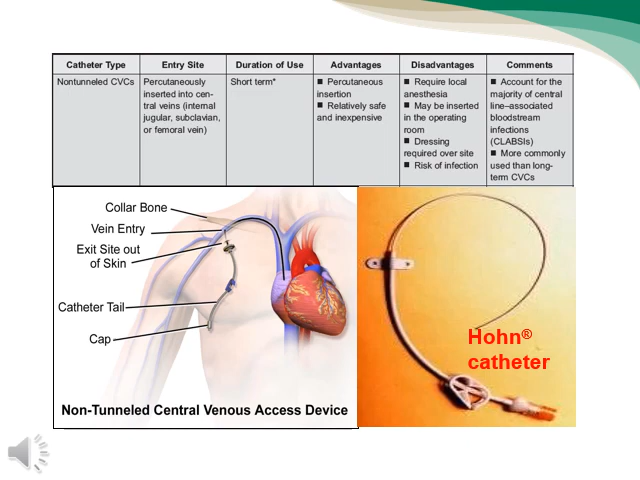 Catheter Type Entry Site Duration of Use Advantages Disadvantages Comments
Nontunneled CVCs
Percutaneously
inserted into cen-
tral veins (internal
jugular, subclavian,
or femoral vein)
Short term*
■ Percutaneous
insertion
■ Relatively safe
and inexpensive
■ Require local
anesthesia
■ May be inserted
in the operating
room
■ Dressing
required over site
■ Risk of infection
■ Account for the
majority of central
line–associated
bloodstream
infections
(CLABSIs)
■ More commonly
used than long-
term CVCs
Collar Bone
Vein Entry
Exit Site out
of Skin
Catheter Tail
Cap
Non-Tunneled Central Venous Access Device
Hohn®
catheter